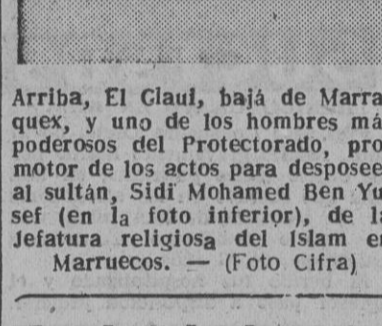 Arriba, El Glaui, bajá de Marra
quex, y uno de los hombres má
poderosos del Protectorado, pro
motor de los actos para desposee
al sultán, Sidi Mohamed Ben Yu
sef (en la foto inferior), de la
Jefatura religiosa del Islam en
Marruecos. — (Foto Cifra)